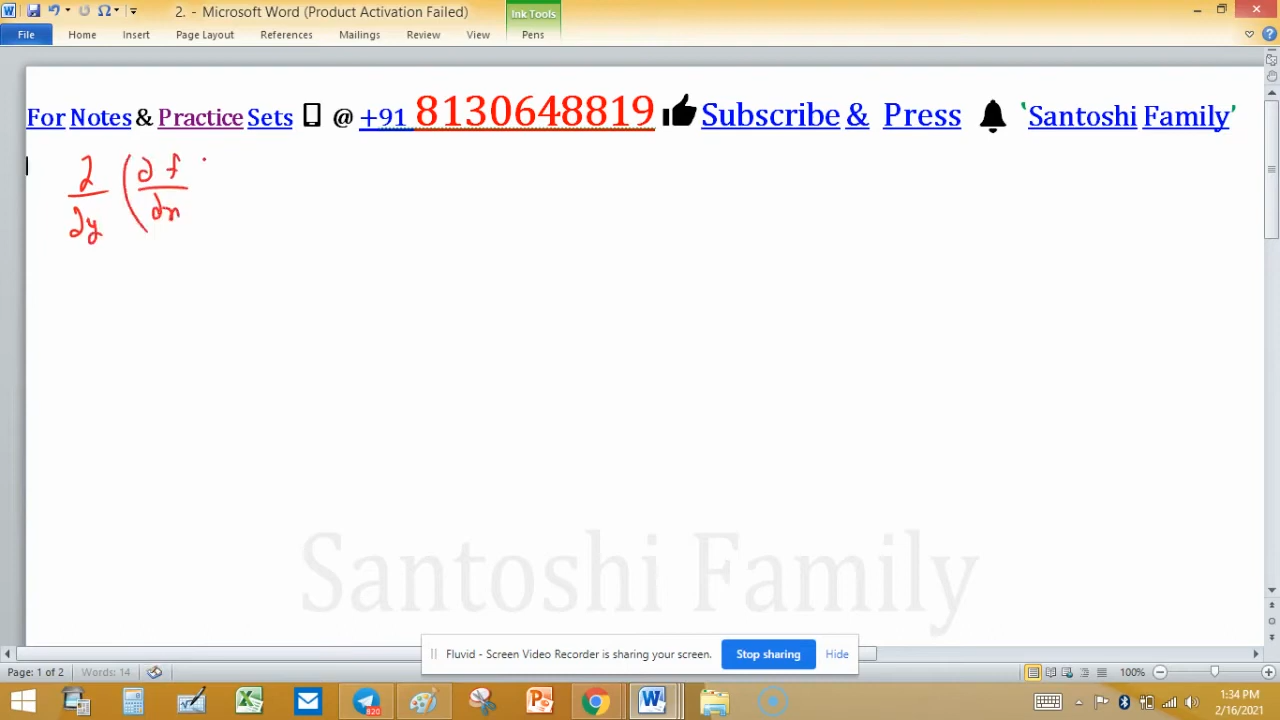 2. - Microsoft Word (Product Activation Failed)
Ink Tools
File Home Insert Page Layout References Mailings Review View Pens
For Notes & Practice Sets @ +91 8130648819 Subscribe & Press 'Santoshi Family'
∂/∂y (∂f/∂x
Santoshi Family
Fluvid - Screen Video Recorder is sharing your screen. Stop sharing Hide
Page: 1 of 2 Words: 14 100%
820
1:34 PM
2/16/2021